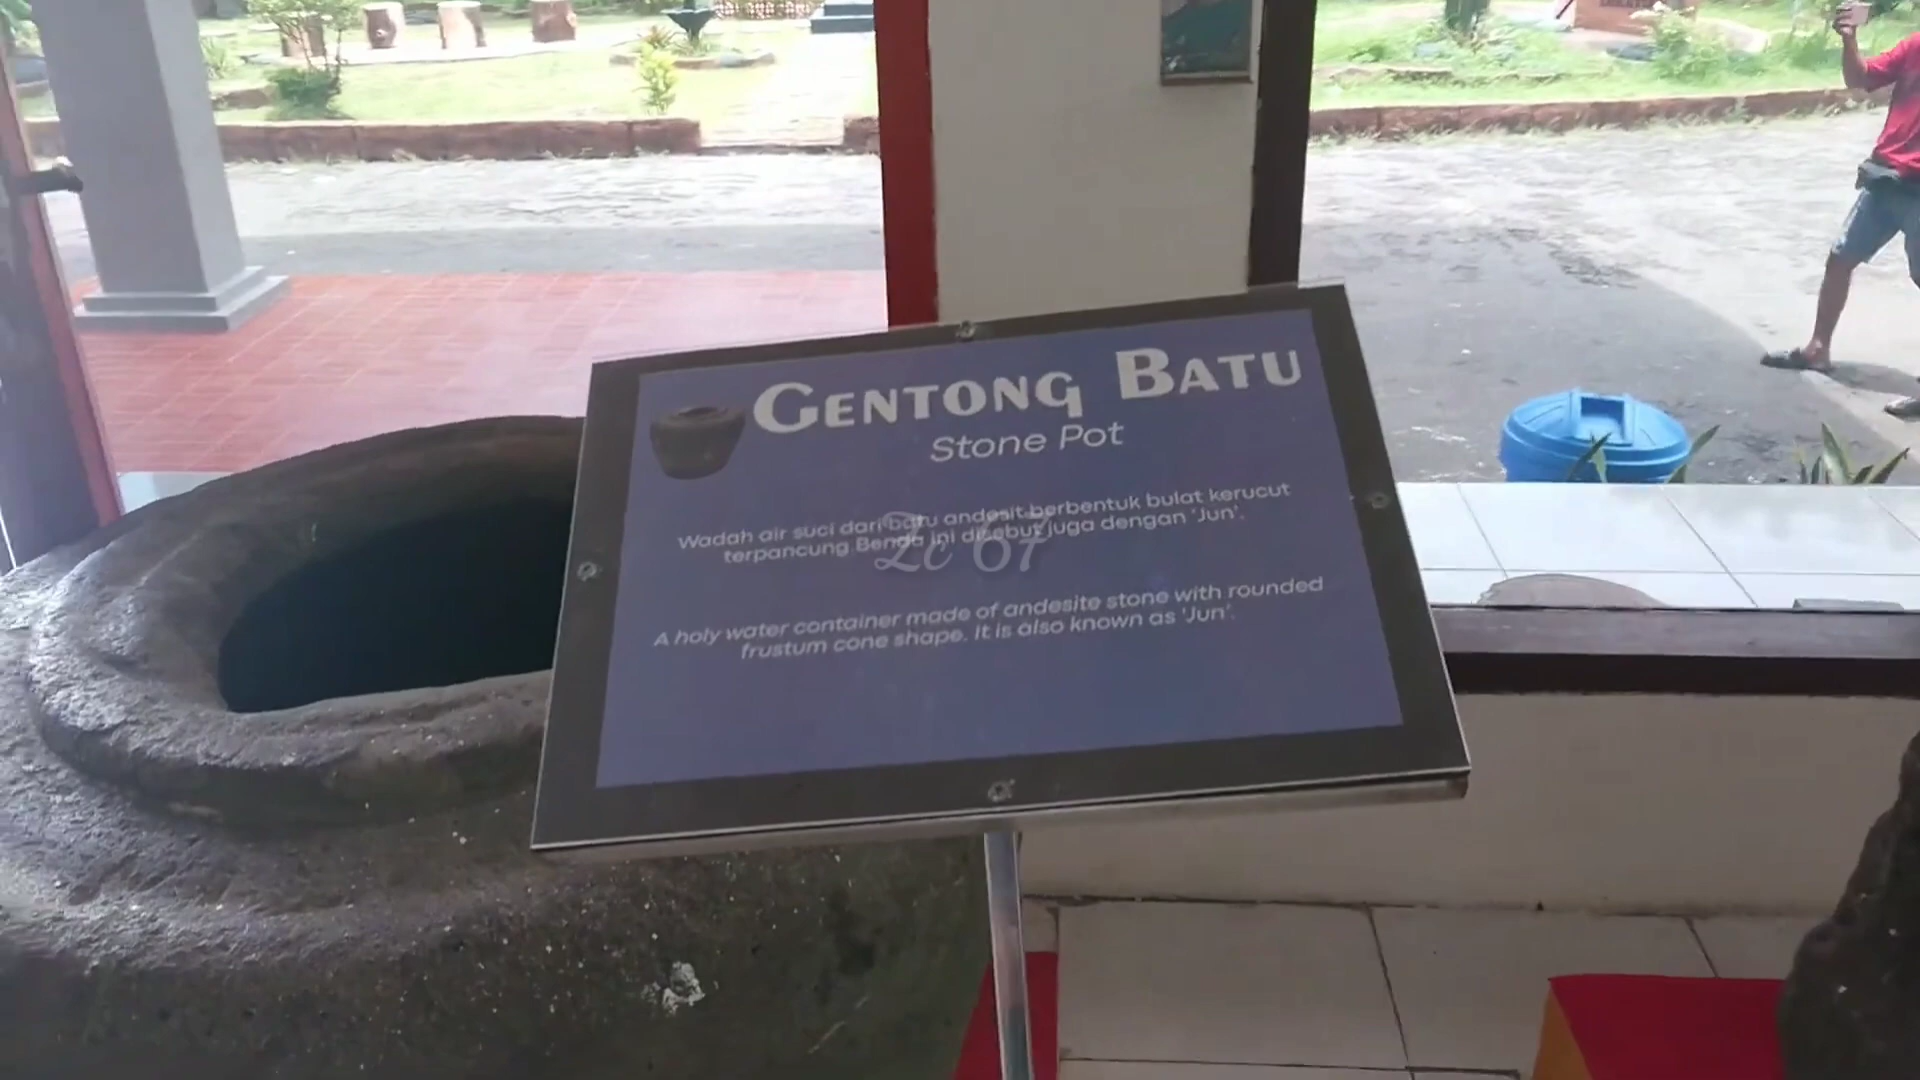 GENTONG BATU
Stone Pot
Wadah air suci dari batu andesit berbentuk bulat kerucut
terpancung Benda ini disebut juga dengan 'Jun'.
Zc 67
A holy water container made of andesite stone with rounded
frustum cone shape. It is also known as 'Jun'.